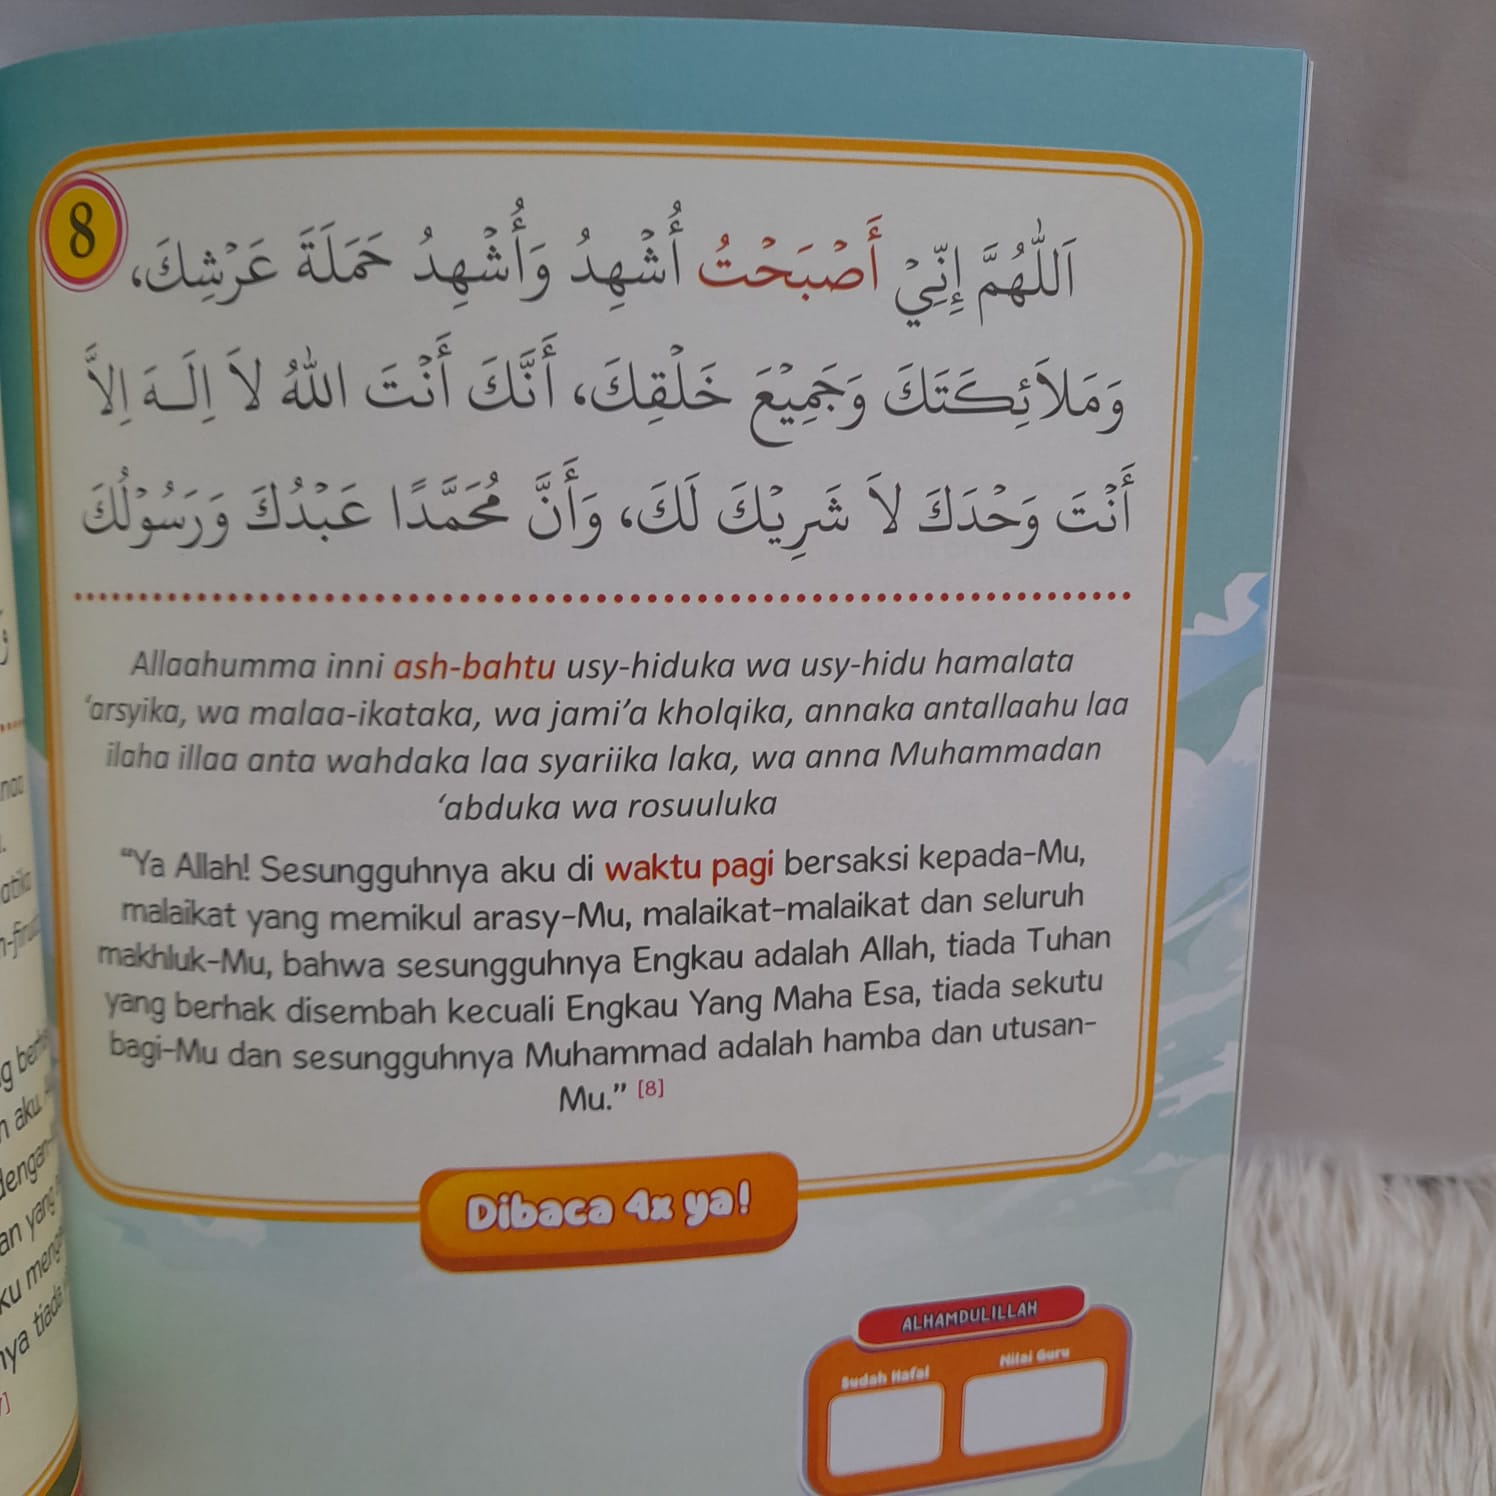 8
اَللّٰهُمَّ إِنِّيْ أَصْبَحْتُ أُشْهِدُ وَأُشْهِدُ حَمَلَةَ عَرْشِكَ،
وَمَلاَئِكَتَكَ وَجَمِيْعَ خَلْقِكَ، أَنَّكَ أَنْتَ اللهُ لاَ اِلَـهَ اِلاَّ
أَنْتَ وَحْدَكَ لاَ شَرِيْكَ لَكَ، وَأَنَّ مُحَمَّدًا عَبْدُكَ وَرَسُوْلُكَ
Allaahumma inni ash-bahtu usy-hiduka wa usy-hidu hamalata
‘arsyika, wa malaa-ikataka, wa jami’a kholqika, annaka antallaahu laa
ilaha illaa anta wahdaka laa syariika laka, wa anna Muhammadan
‘abduka wa rosuuluka
“Ya Allah! Sesungguhnya aku di waktu pagi bersaksi kepada-Mu,
malaikat yang memikul arasy-Mu, malaikat-malaikat dan seluruh
makhluk-Mu, bahwa sesungguhnya Engkau adalah Allah, tiada Tuhan
yang berhak disembah kecuali Engkau Yang Maha Esa, tiada sekutu
bagi-Mu dan sesungguhnya Muhammad adalah hamba dan utusan-
Mu.” [8]
Dibaca 4x ya!
ALHAMDULILLAH
Sudah Hafal
Nilai Guru